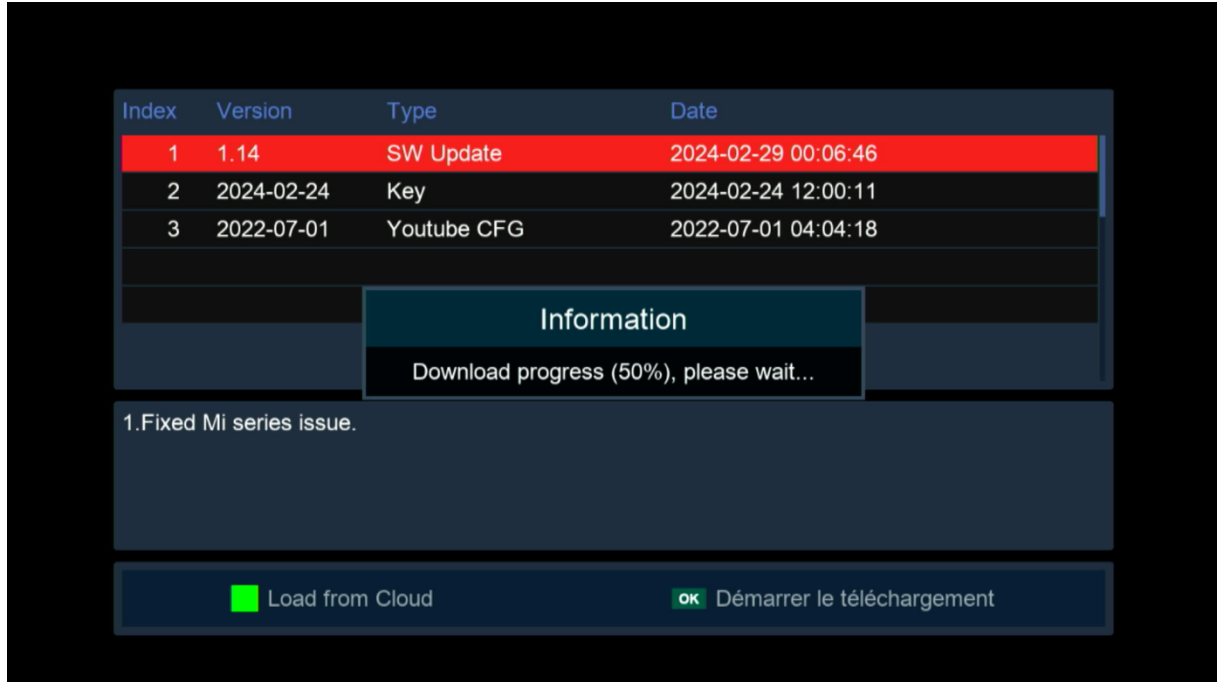 Index Version Type Date
1 1.14 SW Update 2024-02-29 00:06:46
2 2024-02-24 Key 2024-02-24 12:00:11
3 2022-07-01 Youtube CFG 2022-07-01 04:04:18
Information
Download progress (50%), please wait...
1.Fixed Mi series issue.
Load from Cloud OK Démarrer le téléchargement